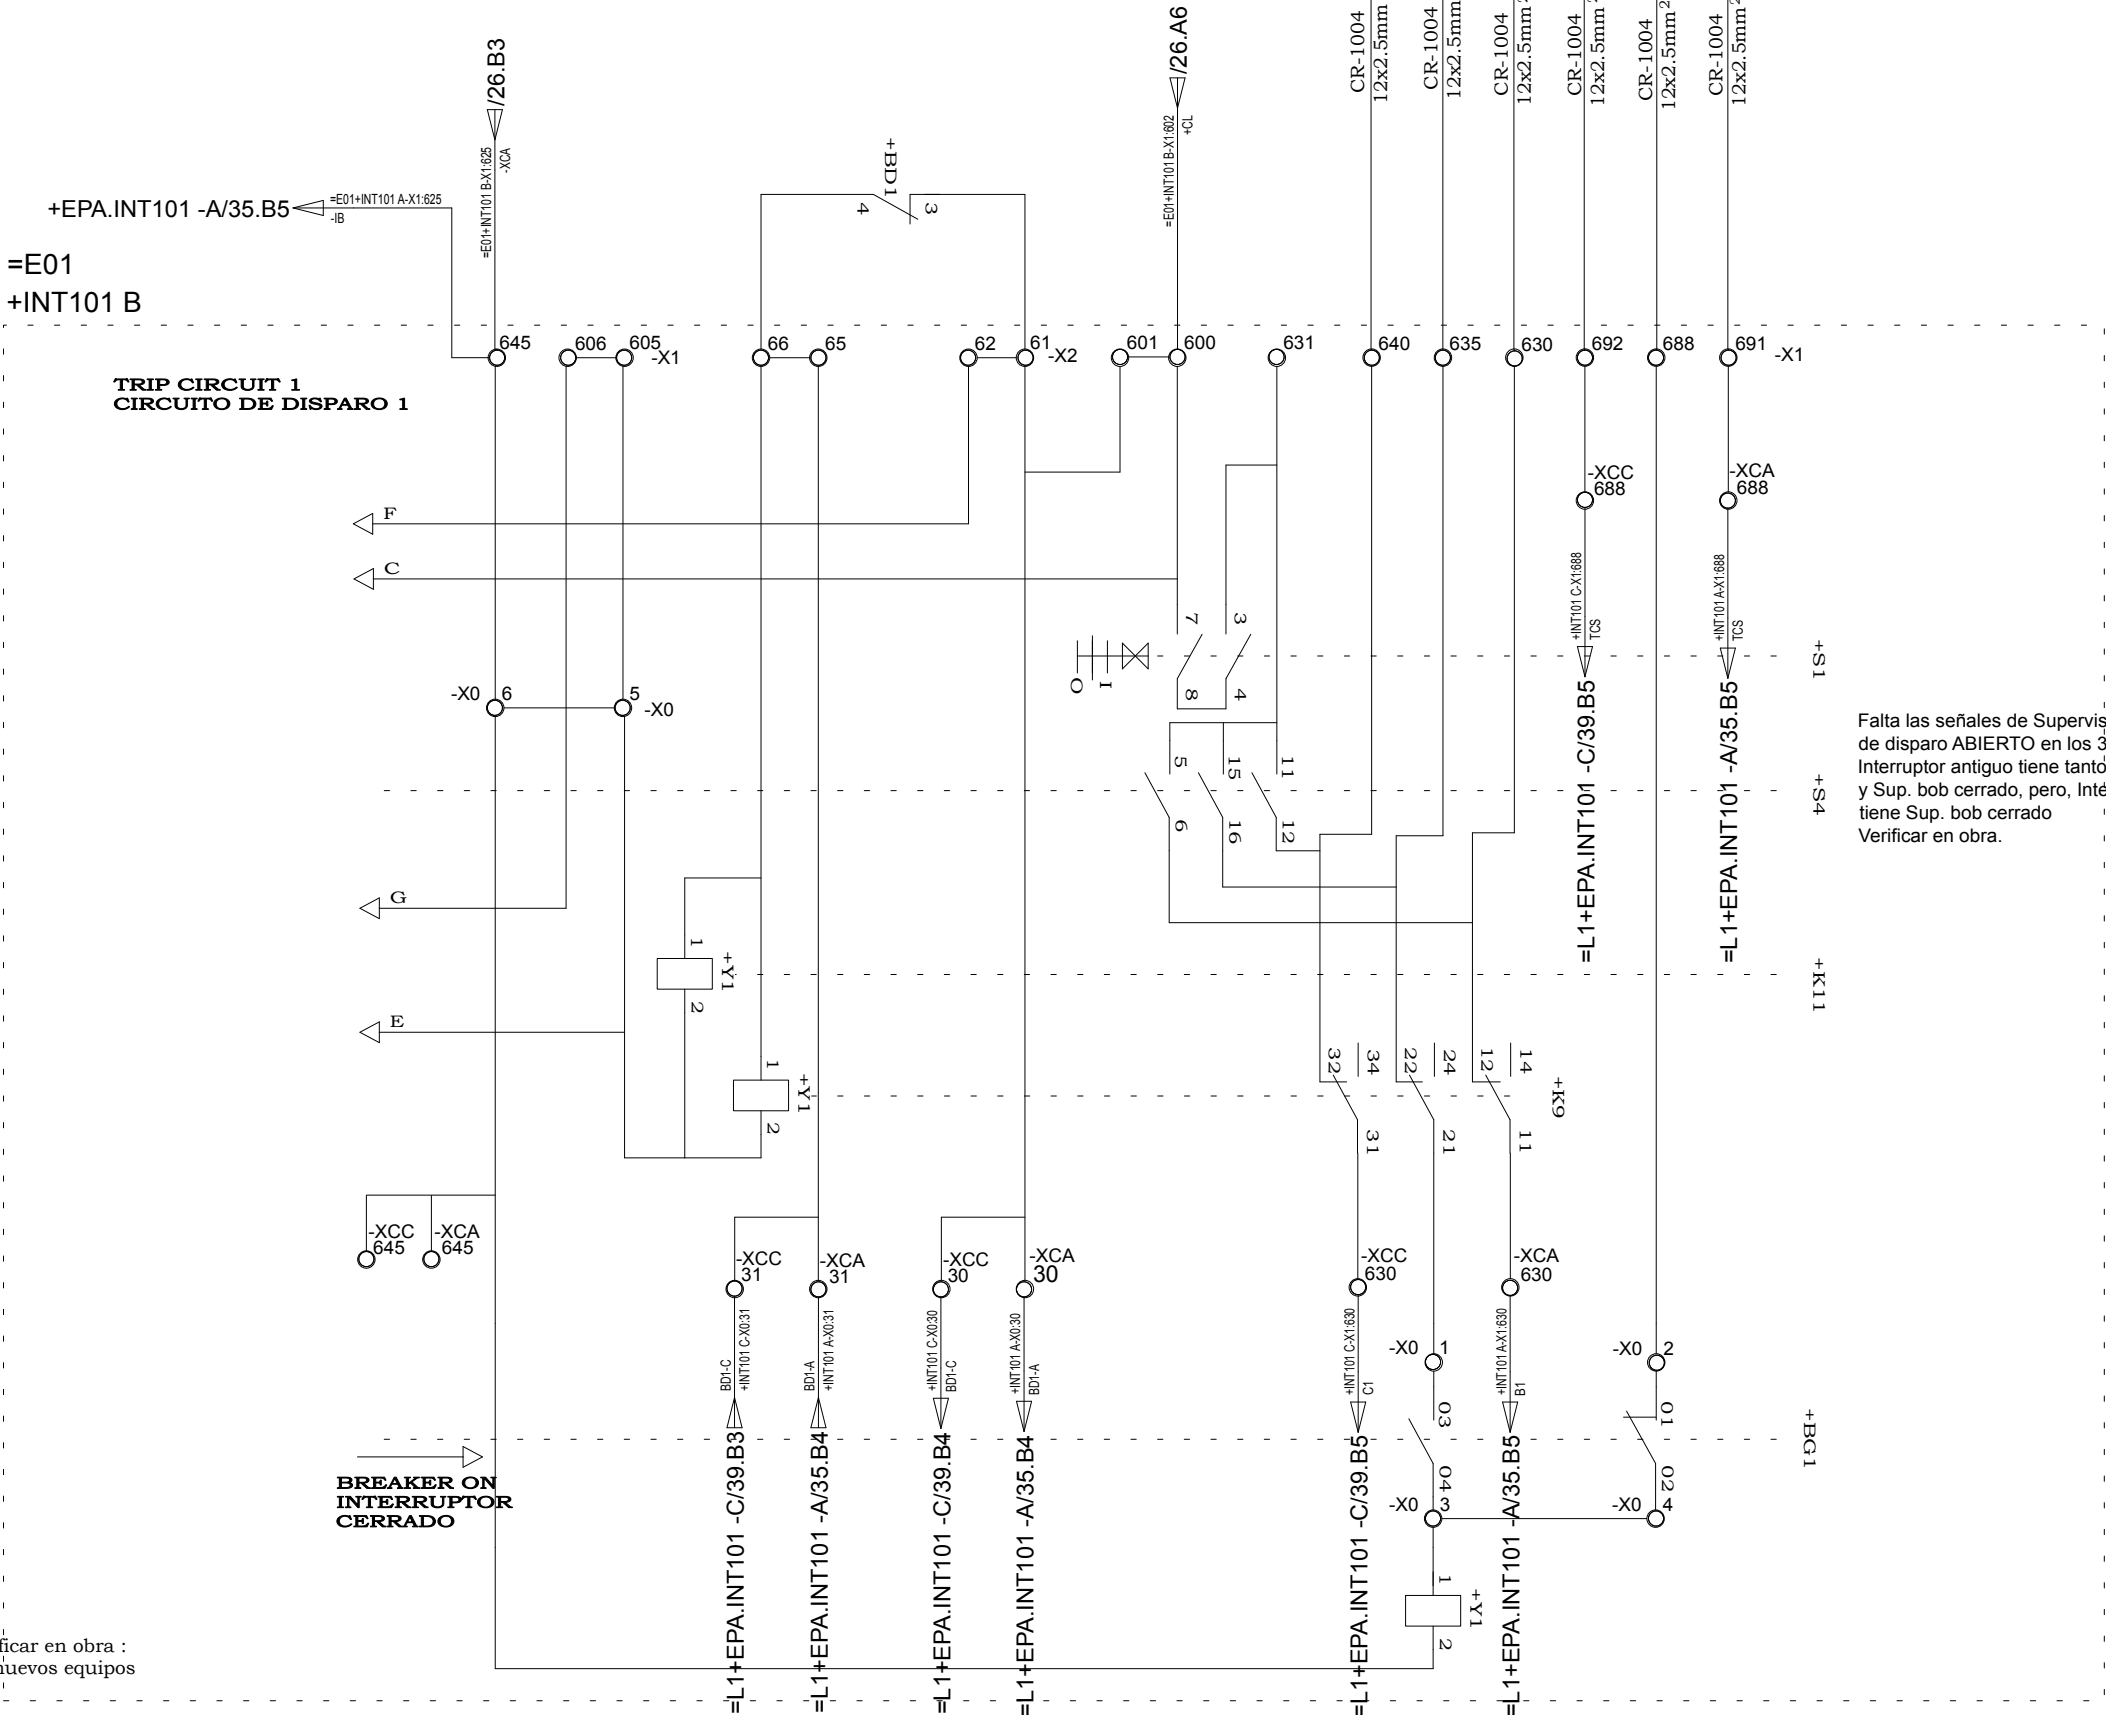 /26.B3
=E01+INT101 B-X1:625
-XCA
+EPA.INT101 -A/35.B5
=E01+INT101 A-X1:625
-IB
=E01
+INT101 B
+BD1
4
3
/26.A6
=E01+INT101 B-X1:602
+CL
CR-1004
12x2.5mm
CR-1004
12x2.5mm
CR-1004
12x2.5mm²
CR-1004
12x2.5mm²
CR-1004
12x2.5mm²
CR-1004
12x2.5mm²
645
606
605
-X1
66
65
62
61
-X2
601
600
631
640
635
630
692
688
691
-X1
TRIP CIRCUIT 1
CIRCUITO DE DISPARO 1
-XCC
688
-XCA
688
F
C
+INT101 C-X1:688
TCS
+INT101 A-X1:688
TCS
=L1+EPA.INT101 -C/39.B5
=L1+EPA.INT101 -A/35.B5
7
3
8
4
O
I
+S1
-X0
6
5
-X0
5
15
11
6
16
12
+S4
Falta las señales de Supervis
de disparo ABIERTO en los 3
Interruptor antiguo tiene tanto
y Sup. bob cerrado, pero, Inte
tiene Sup. bob cerrado
Verificar en obra.
G
1
+Y1
2
+K11
E
1
+Y1
2
32
34
22
24
12
14
+K9
31
21
11
-XCC
645
-XCA
645
-XCC
31
-XCA
31
-XCC
30
-XCA
30
-XCC
630
-XCA
630
BD1-C
+INT101 C-X0:31
BD1-A
+INT101 A-X0:31
+INT101 C-X0:30
BD1-C
+INT101 A-X0:30
BD1-A
+INT101 C-X1:630
C1
+INT101 A-X1:630
B1
-X0
1
-X0
2
03
04
01
02
+BG1
-X0
3
-X0
4
BREAKER ON
INTERRUPTOR
CERRADO
=L1+EPA.INT101 -C/39.B3
=L1+EPA.INT101 -A/35.B4
=L1+EPA.INT101 -C/39.B4
=L1+EPA.INT101 -A/35.B4
=L1+EPA.INT101 -C/39.B5
=L1+EPA.INT101 -A/35.B5
1
+Y1
2
ficar en obra :
nuevos equipos